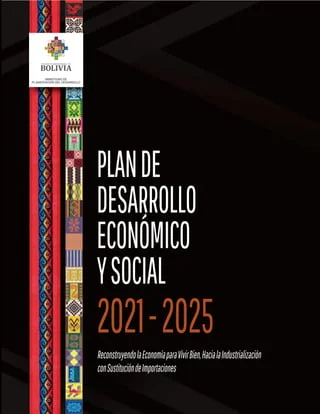 BOLIVIA
MINISTERIO DE
PLANIFICACIÓN DEL DESARROLLO
PLAN DE
DESARROLLO
ECONÓMICO
Y SOCIAL
2021 - 2025
Reconstruyendo la Economía para Vivir Bien, Hacia la Industrialización
con Sustitución de Importaciones